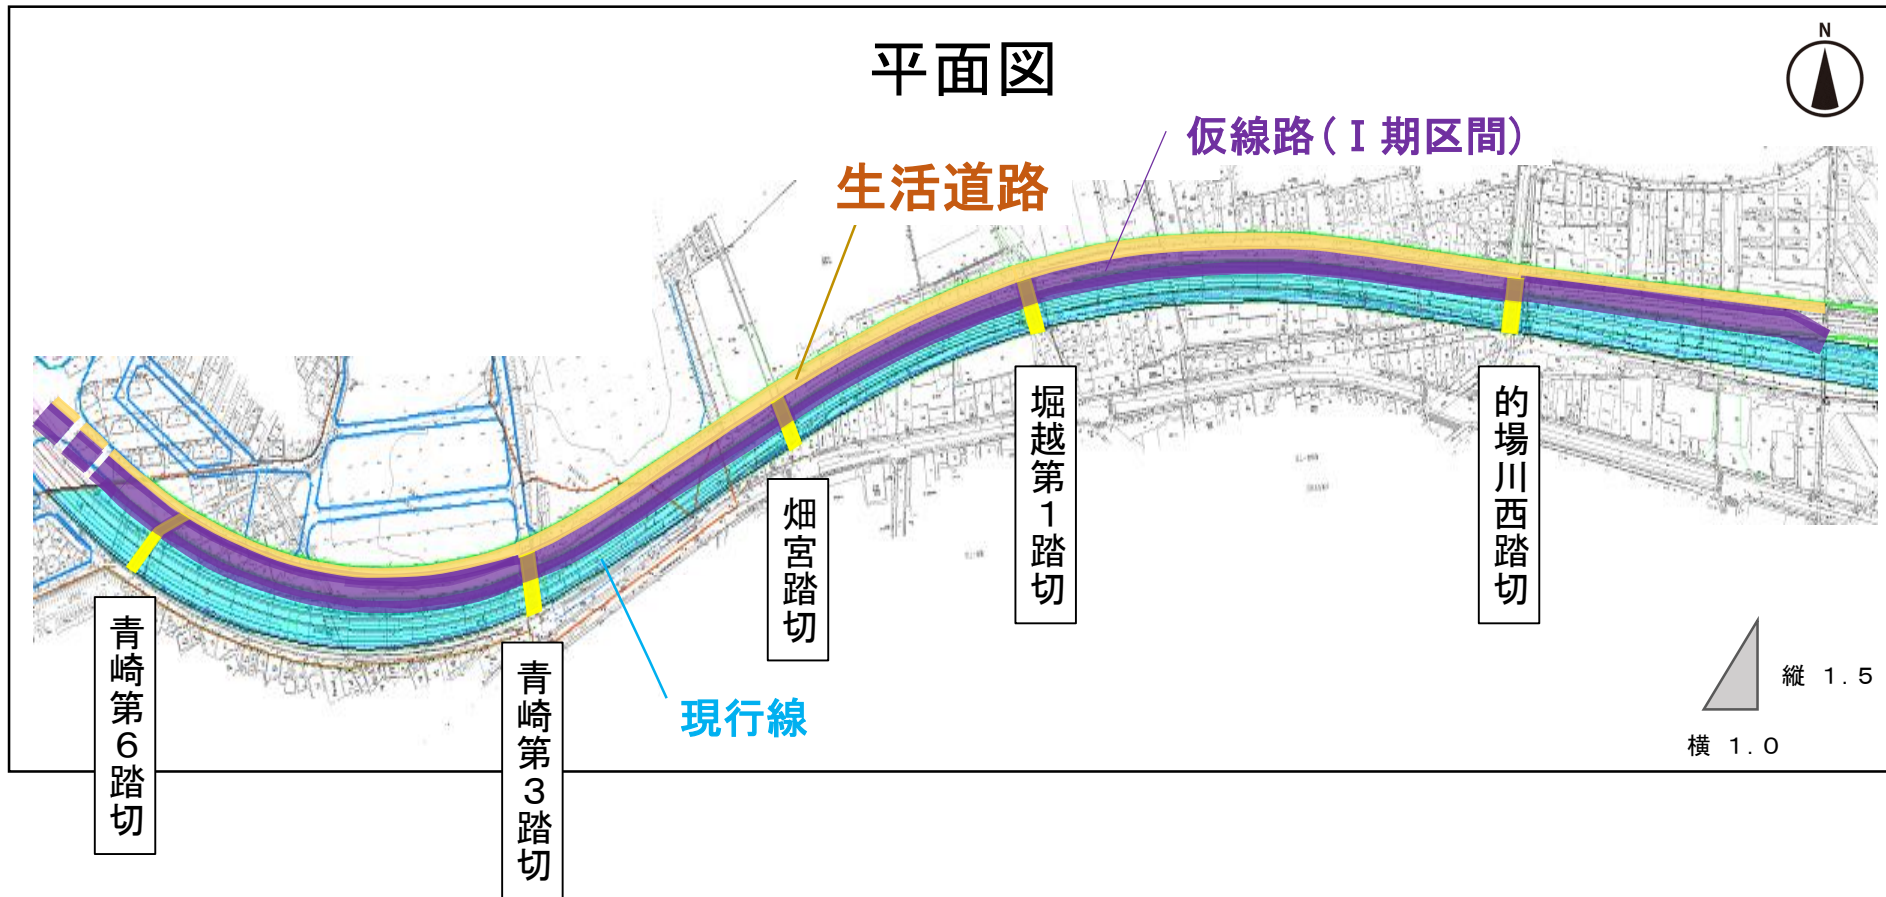 平面図
N
仮線路(Ⅰ期区間)
生活道路
堀越第1踏切
的場川西踏切
畑宮踏切
青崎第6踏切
青崎第3踏切
現行線
縦 1.5
横 1.0